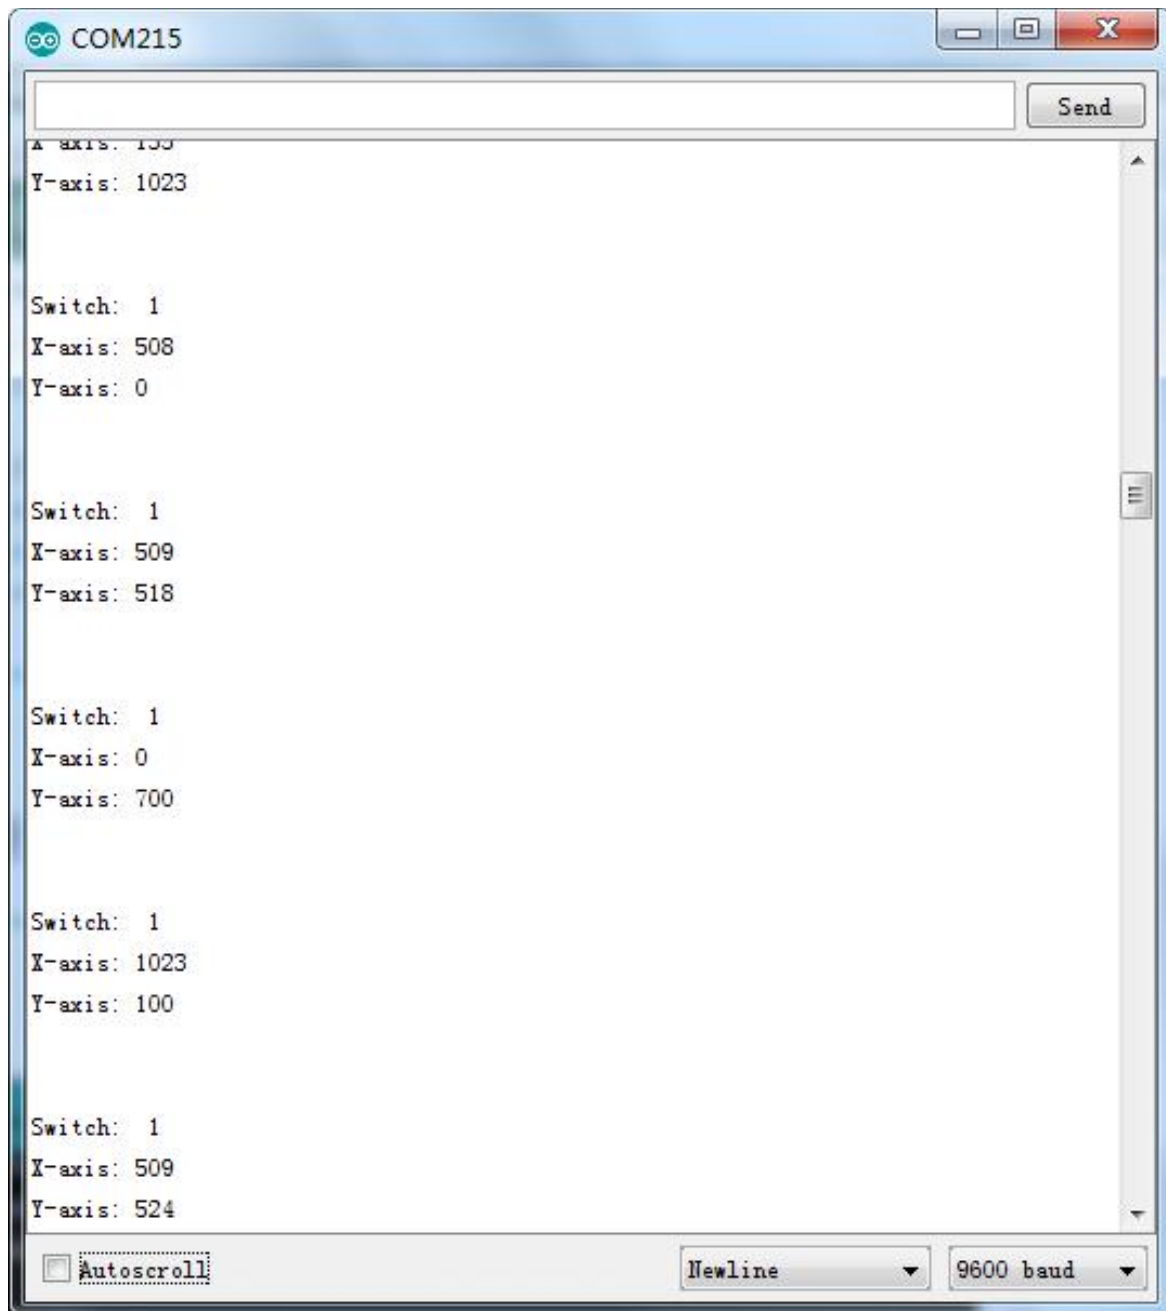 COM215
Send
Y-axis: 1023
Switch:  1
X-axis: 508
Y-axis: 0
Switch:  1
X-axis: 509
Y-axis: 518
Switch:  1
X-axis: 0
Y-axis: 700
Switch:  1
X-axis: 1023
Y-axis: 100
Switch:  1
X-axis: 509
Y-axis: 524
Autoscroll
Newline
9600 baud